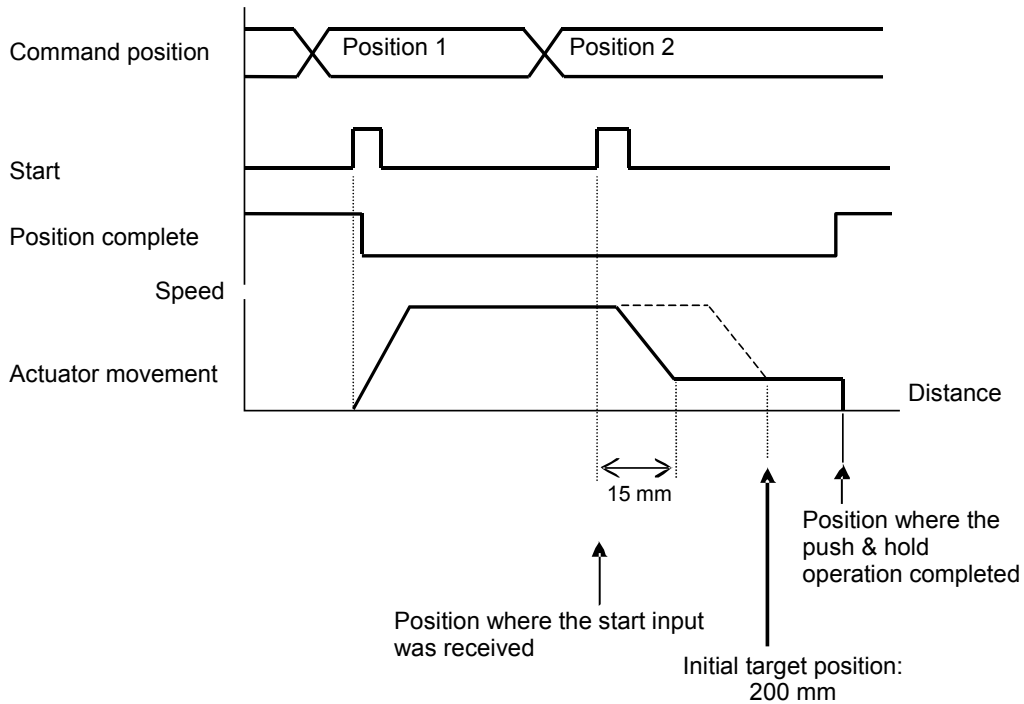 Command position
Position 1
Position 2
Start
Position complete
Speed
Actuator movement
Distance
15 mm
Position where the
push & hold
operation completed
Position where the start input
was received
Initial target position:
200 mm